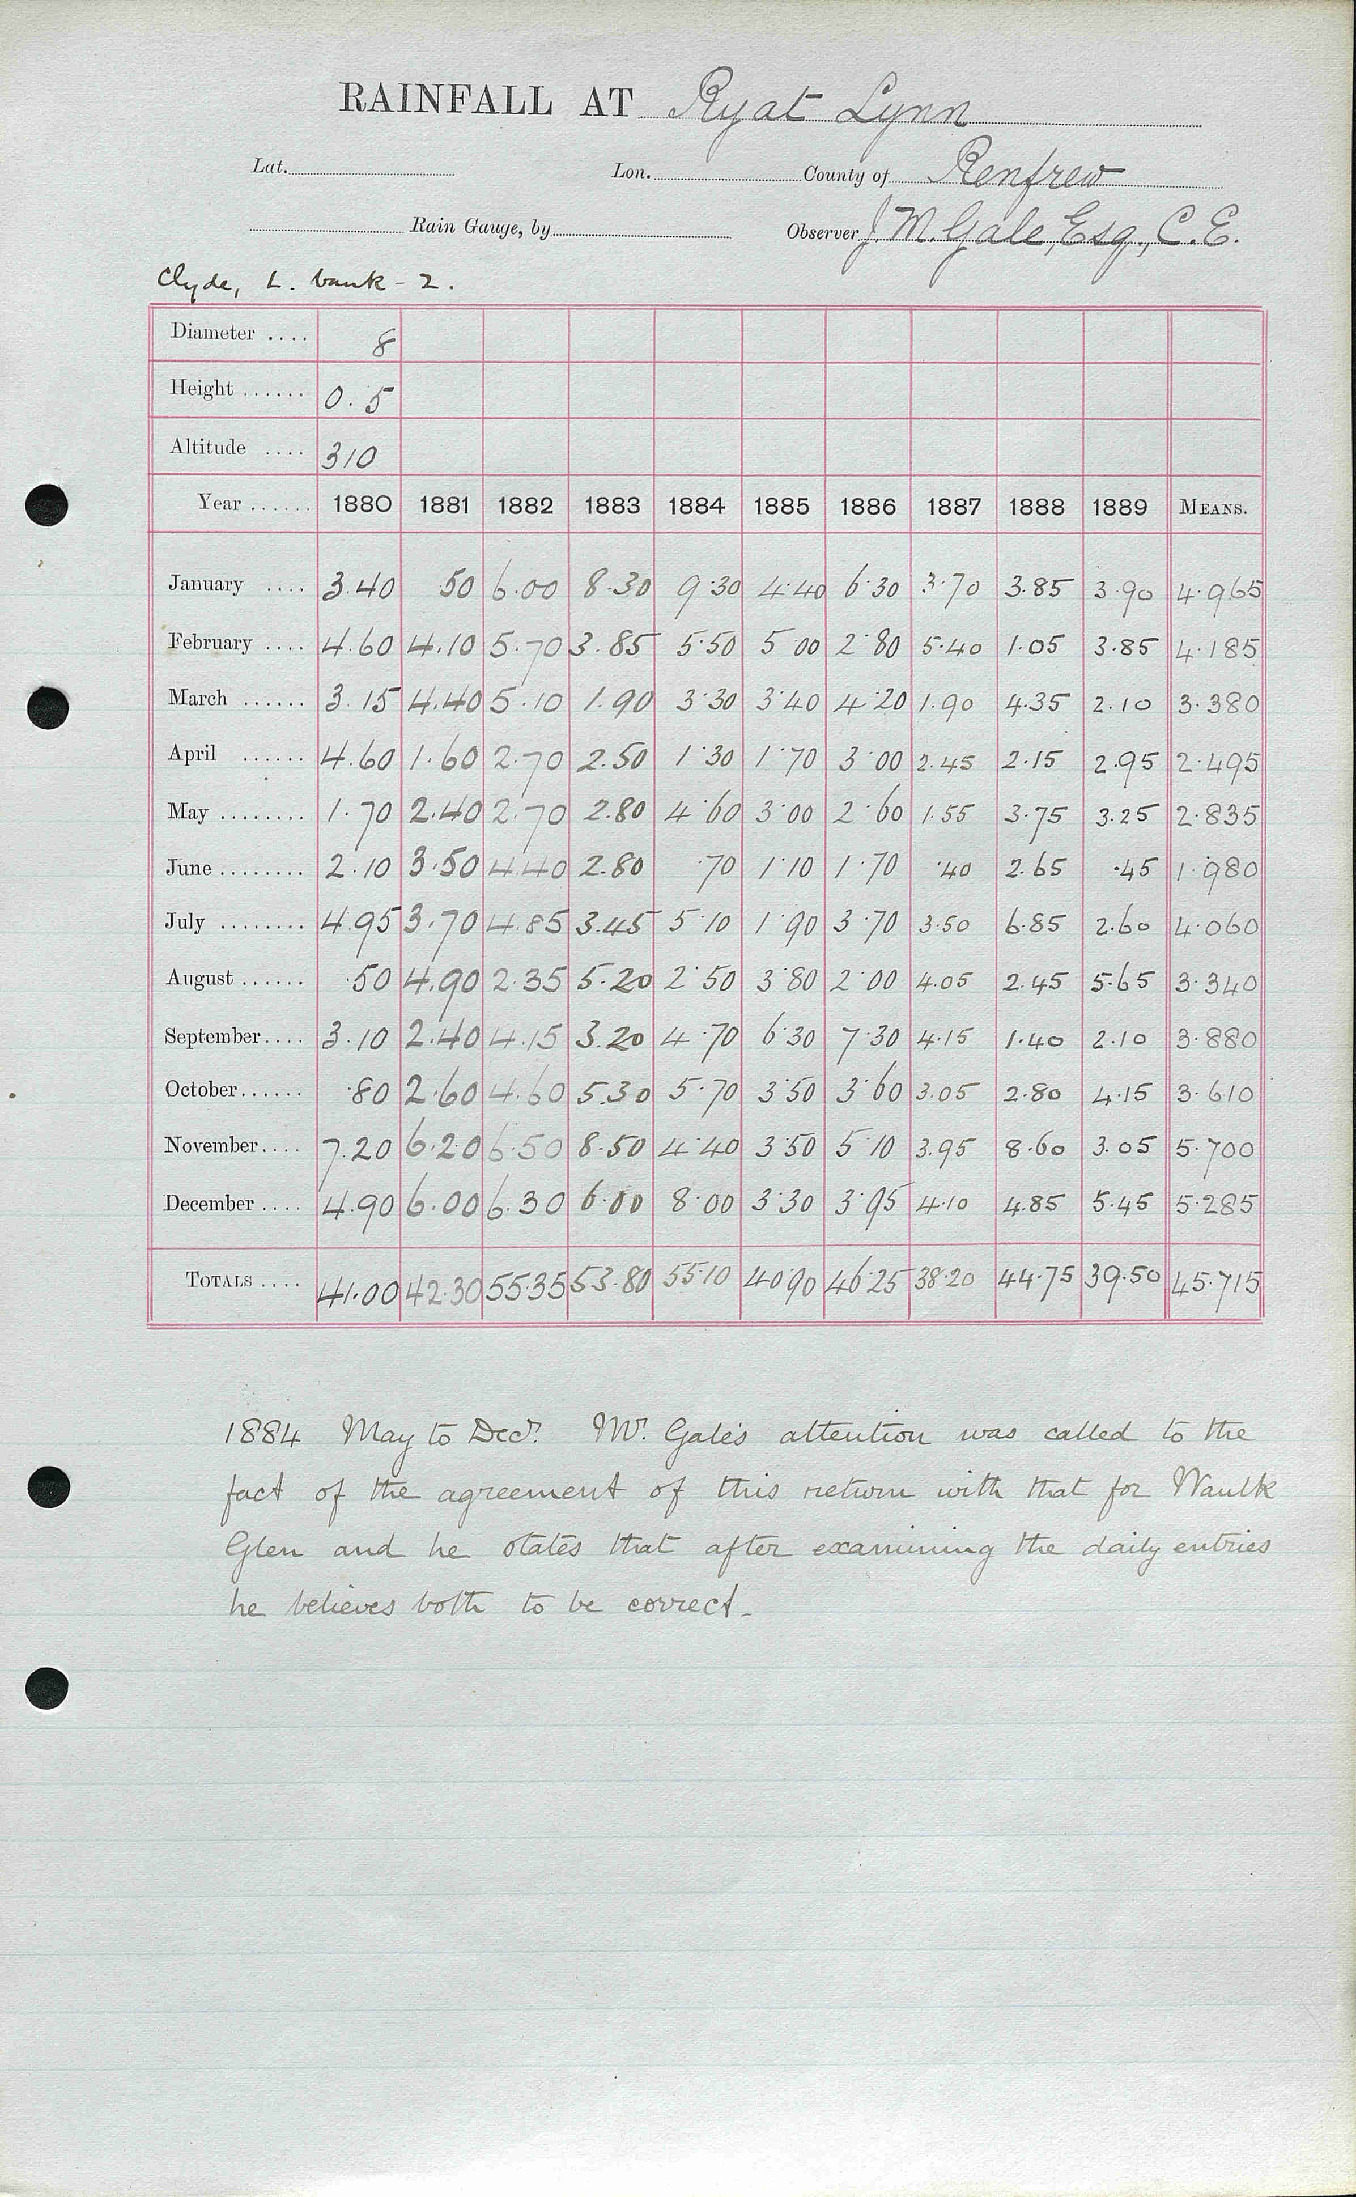 RAINFALL AT Ryat Lynn
Lat. Lon. County of Renfrew
Rain Gauge, by Observer J. M. Gale, Esq., C.E.
Clyde, L. bank - 2.
Diameter .... 8
Height ...... 0.5
Altitude .... 310
Year ...... 1880 1881 1882 1883 1884 1885 1886 1887 1888 1889 MEANS.
January .... 3.40 50 6.00 8.30 9.30 4.40 6.30 3.70 3.85 3.90 4.965
February .... 4.60 4.10 5.70 3.85 5.50 5 00 2.80 5.40 1.05 3.85 4.185
March ...... 3.15 4.40 5.10 1.90 3.30 3.40 4.20 1.90 4.35 2.10 3.380
April ...... 4.60 1.60 2.70 2.50 1.30 1.70 3.00 2.45 2.15 2.95 2.495
May ........ 1.70 2.40 2.70 2.80 4.60 3.00 2.60 1.55 3.75 3.25 2.835
June ........ 2.10 3.50 4.40 2.80 .70 1.10 1.70 .40 2.65 .45 1.980
July ........ 4.95 3.70 4.85 3.45 5.10 1.90 3.70 3.50 6.85 2.60 4.060
August ...... .50 4.90 2.35 5.20 2.50 3.80 2.00 4.05 2.45 5.65 3.340
September.... 3.10 2.40 4.15 3.20 4.70 6.30 7.30 4.15 1.40 2.10 3.880
October...... .80 2.60 4.60 5.30 5.70 3.50 3.60 3.05 2.80 4.15 3.610
November.... 7.20 6.20 6.50 8.50 4.40 3.50 5.10 3.95 8.60 3.05 5.700
December .... 4.90 6.00 6.30 6.00 8.00 3.30 3.95 4.10 4.85 5.45 5.285
TOTALS .... 41.00 42.30 55.35 53.80 55.10 40.90 46.25 38.20 44.75 39.50 45.715
1884 May to Decr. Mr. Gale's attention was called to the
fact of the agreement of this return with that for Waulk
Glen and he states that after examining the daily entries
he believes both to be correct.